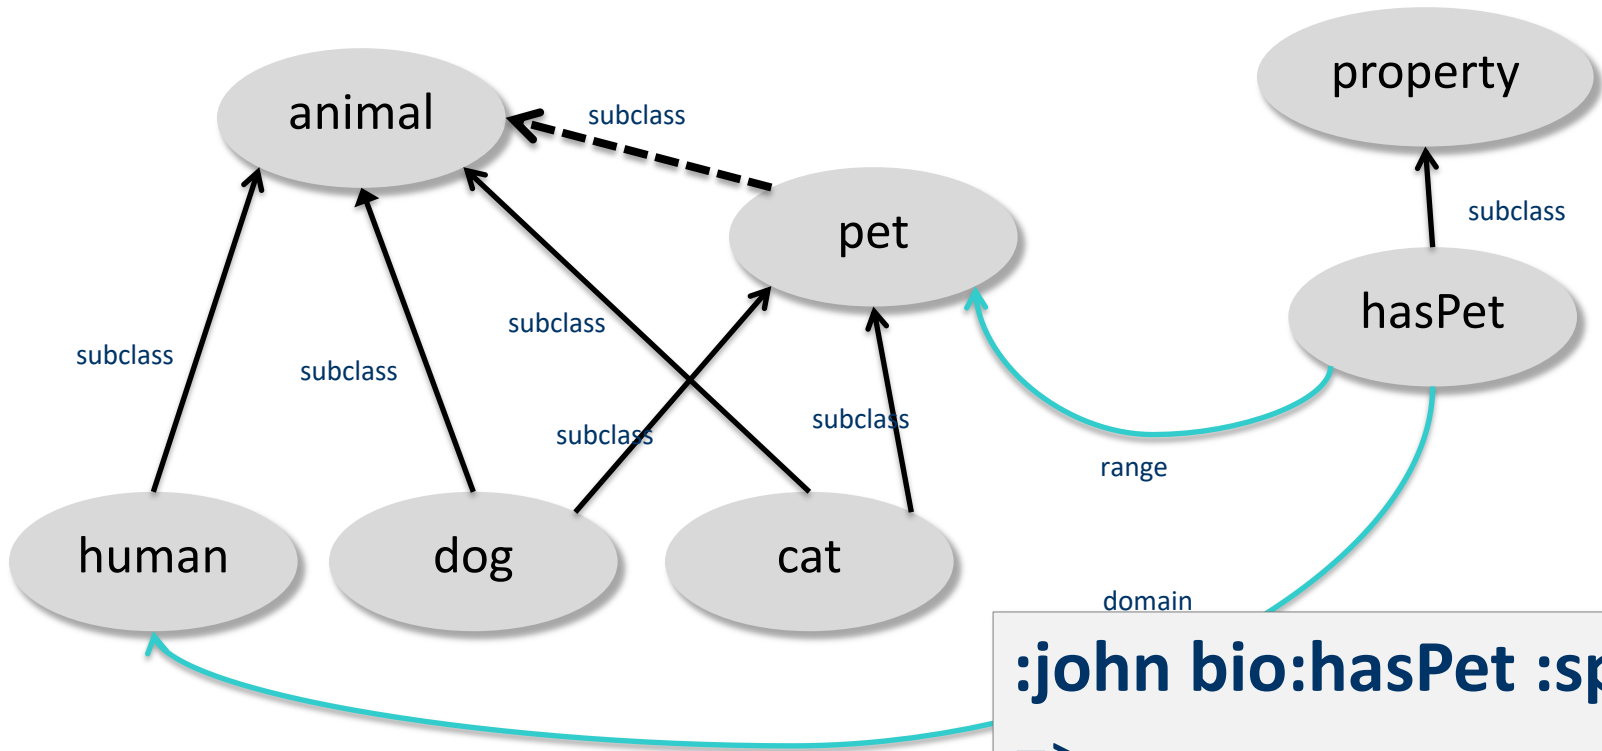 property
animal
subclass
pet
subclass
hasPet
subclass
subclass
subclass
subclass
subclass
range
human
dog
cat
domain
:john bio:hasPet